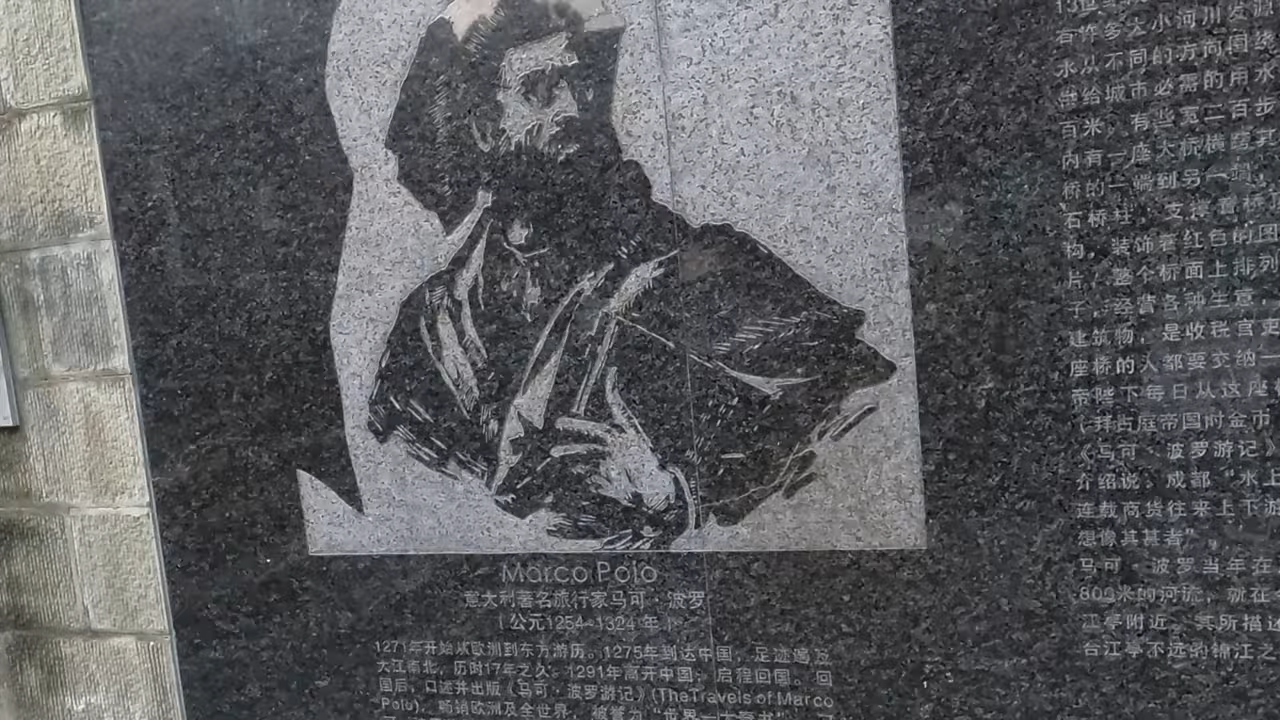 Marco Polo
意大利著名旅行家马可·波罗
(公元1254-1324年)
1271年开始从欧洲到东方游历。1275年到达中国，足迹遍及
大江南北，历时17年之久。1291年离开中国，启程回国。回
国后，口述并出版《马可·波罗游记》(The Travels of Marco
Polo)，畅销欧洲及全世界，被誉为“世界一大奇书”，
有许多大小河川发源
水从不同的方向围绕
供给城市必需的用水
百米，有些宽二百步
内有一座大桥横跨其
桥的一端到另一端，
石桥柱，支撑着桥
构，装饰着红色的图
片，整个桥面上排列
子，经营各种生意，
建筑物，是收税官吏
座桥的人都要交纳一
帝陛下每日从这座
《马可·波罗游记》
介绍说：成都“水上
连载商货往来上下游
想像其甚者”。
马可·波罗当年在
800米的河流，就在
江亭附近。其所描述
合江亭不远的锦江之